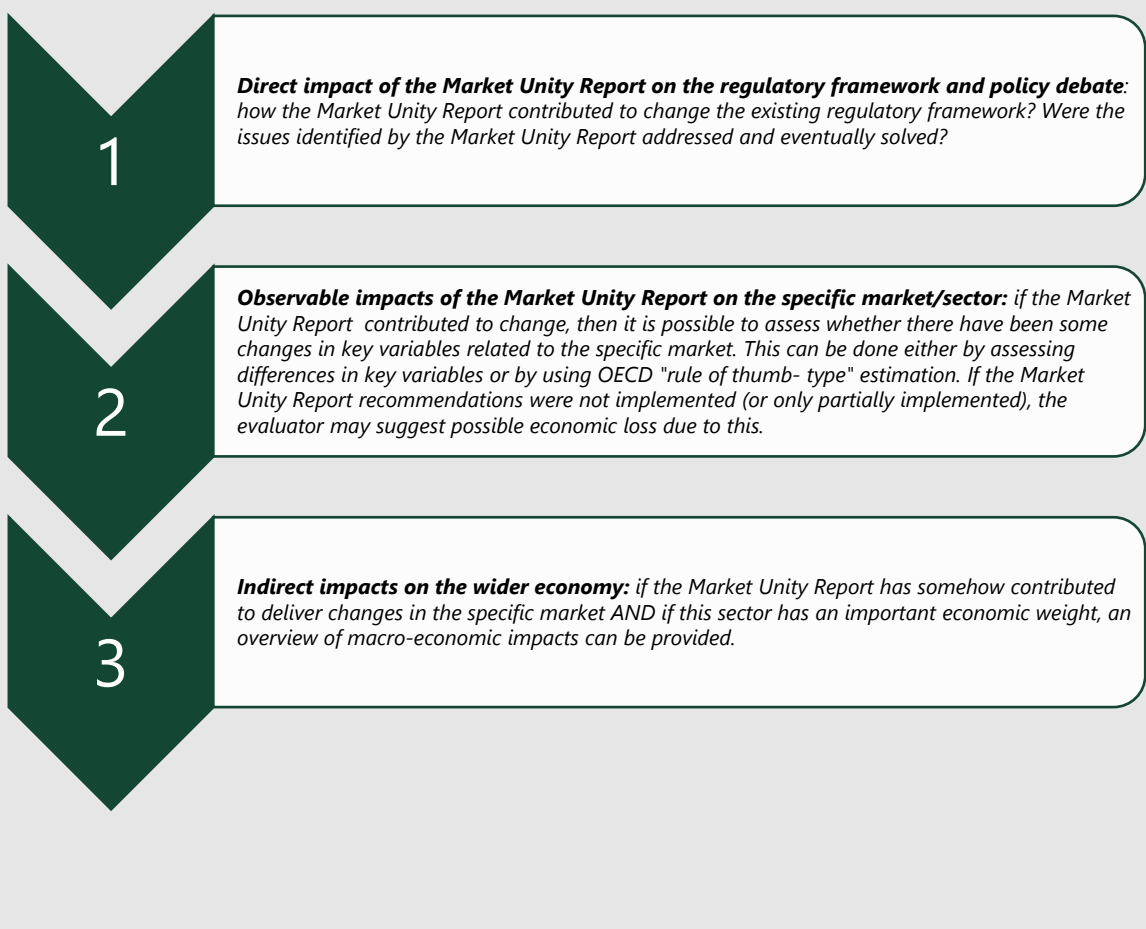 1
Direct impact of the Market Unity Report on the regulatory framework and policy debate:
how the Market Unity Report contributed to change the existing regulatory framework? Were the
issues identified by the Market Unity Report addressed and eventually solved?
2
Observable impacts of the Market Unity Report on the specific market/sector: if the Market
Unity Report  contributed to change, then it is possible to assess whether there have been some
changes in key variables related to the specific market. This can be done either by assessing
differences in key variables or by using OECD "rule of thumb- type" estimation. If the Market
Unity Report recommendations were not implemented (or only partially implemented), the
evaluator may suggest possible economic loss due to this.
3
Indirect impacts on the wider economy: if the Market Unity Report has somehow contributed
to deliver changes in the specific market AND if this sector has an important economic weight, an
overview of macro-economic impacts can be provided.